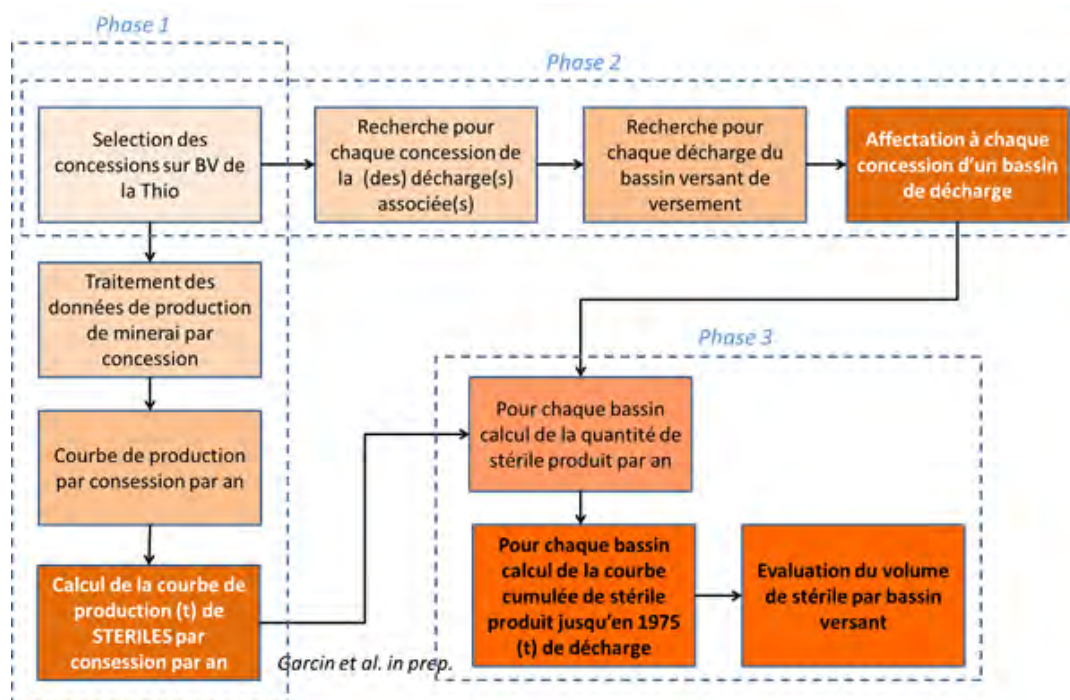 Phase 1
Phase 2
Selection des
concessions sur BV de
la Thio
Recherche pour
chaque concession de
la (des) décharge(s)
associée(s)
Recherche pour
chaque décharge du
bassin versant de
versement
Affectation à chaque
concession d'un bassin
de décharge
Traitement des
données de production
de minerai par
concession
Courbe de production
par consession par an
Calcul de la courbe de
production (t) de
STERILES par
consession par an
Phase 3
Pour chaque bassin
calcul de la quantité de
stérile produit par an
Pour chaque bassin
calcul de la courbe
cumulée de stérile
produit jusqu'en 1975
(t) de décharge
Evaluation du volume
de stérile par bassin
versant
Garcin et al. in prep.